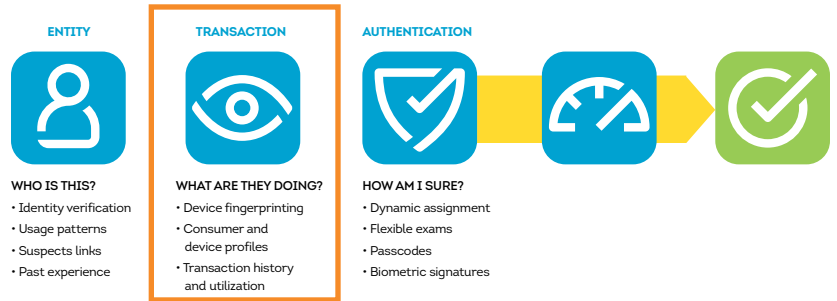 ENTITY
WHO IS THIS?
• Identity verification
• Usage patterns
• Suspects links
• Past experience
TRANSACTION
WHAT ARE THEY DOING?
• Device fingerprinting
• Consumer and
device profiles
• Transaction history
and utilization
AUTHENTICATION
HOW AM I SURE?
• Dynamic assignment
• Flexible exams
• Passcodes
• Biometric signatures